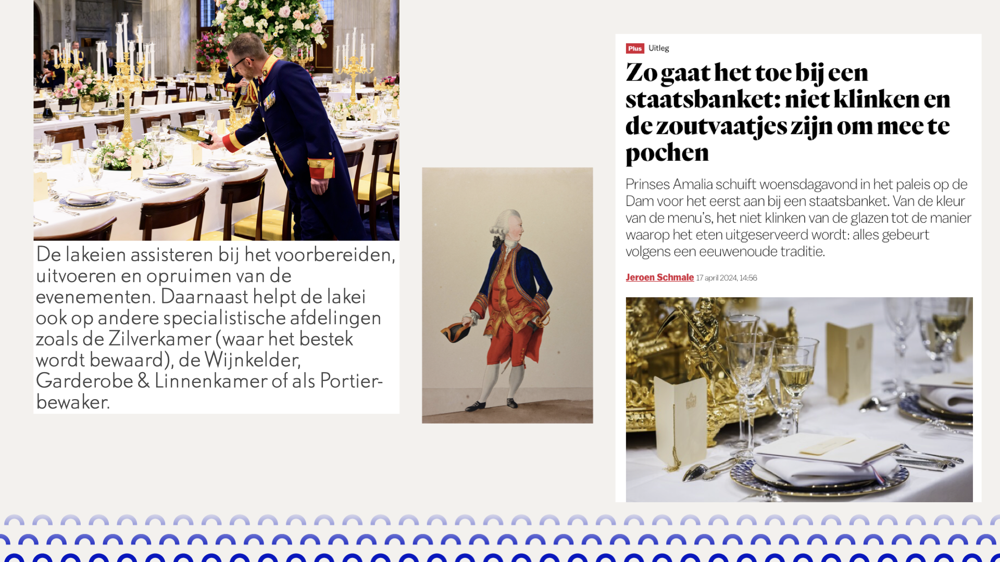 De lakeien assisteren bij het voorbereiden,
uitvoeren en opruimen van de
evenementen. Daarnaast helpt de lakei
ook op andere specialistische afdelingen
zoals de Zilverkamer (waar het bestek
wordt bewaard), de Wijnkelder,
Garderobe & Linnenkamer of als Portier-
bewaker.
Plus Uitleg
Zo gaat het toe bij een
staatsbanket: niet klinken en
de zoutvaatjes zijn om mee te
pochen
Prinses Amalia schuift woensdagavond in het paleis op de
Dam voor het eerst aan bij een staatsbanket. Van de kleur
van de menu’s, het niet klinken van de glazen tot de manier
waarop het eten uitgeserveerd wordt: alles gebeurt
volgens een eeuwenoude traditie.
Jeroen Schmale 17 april 2024, 14:56